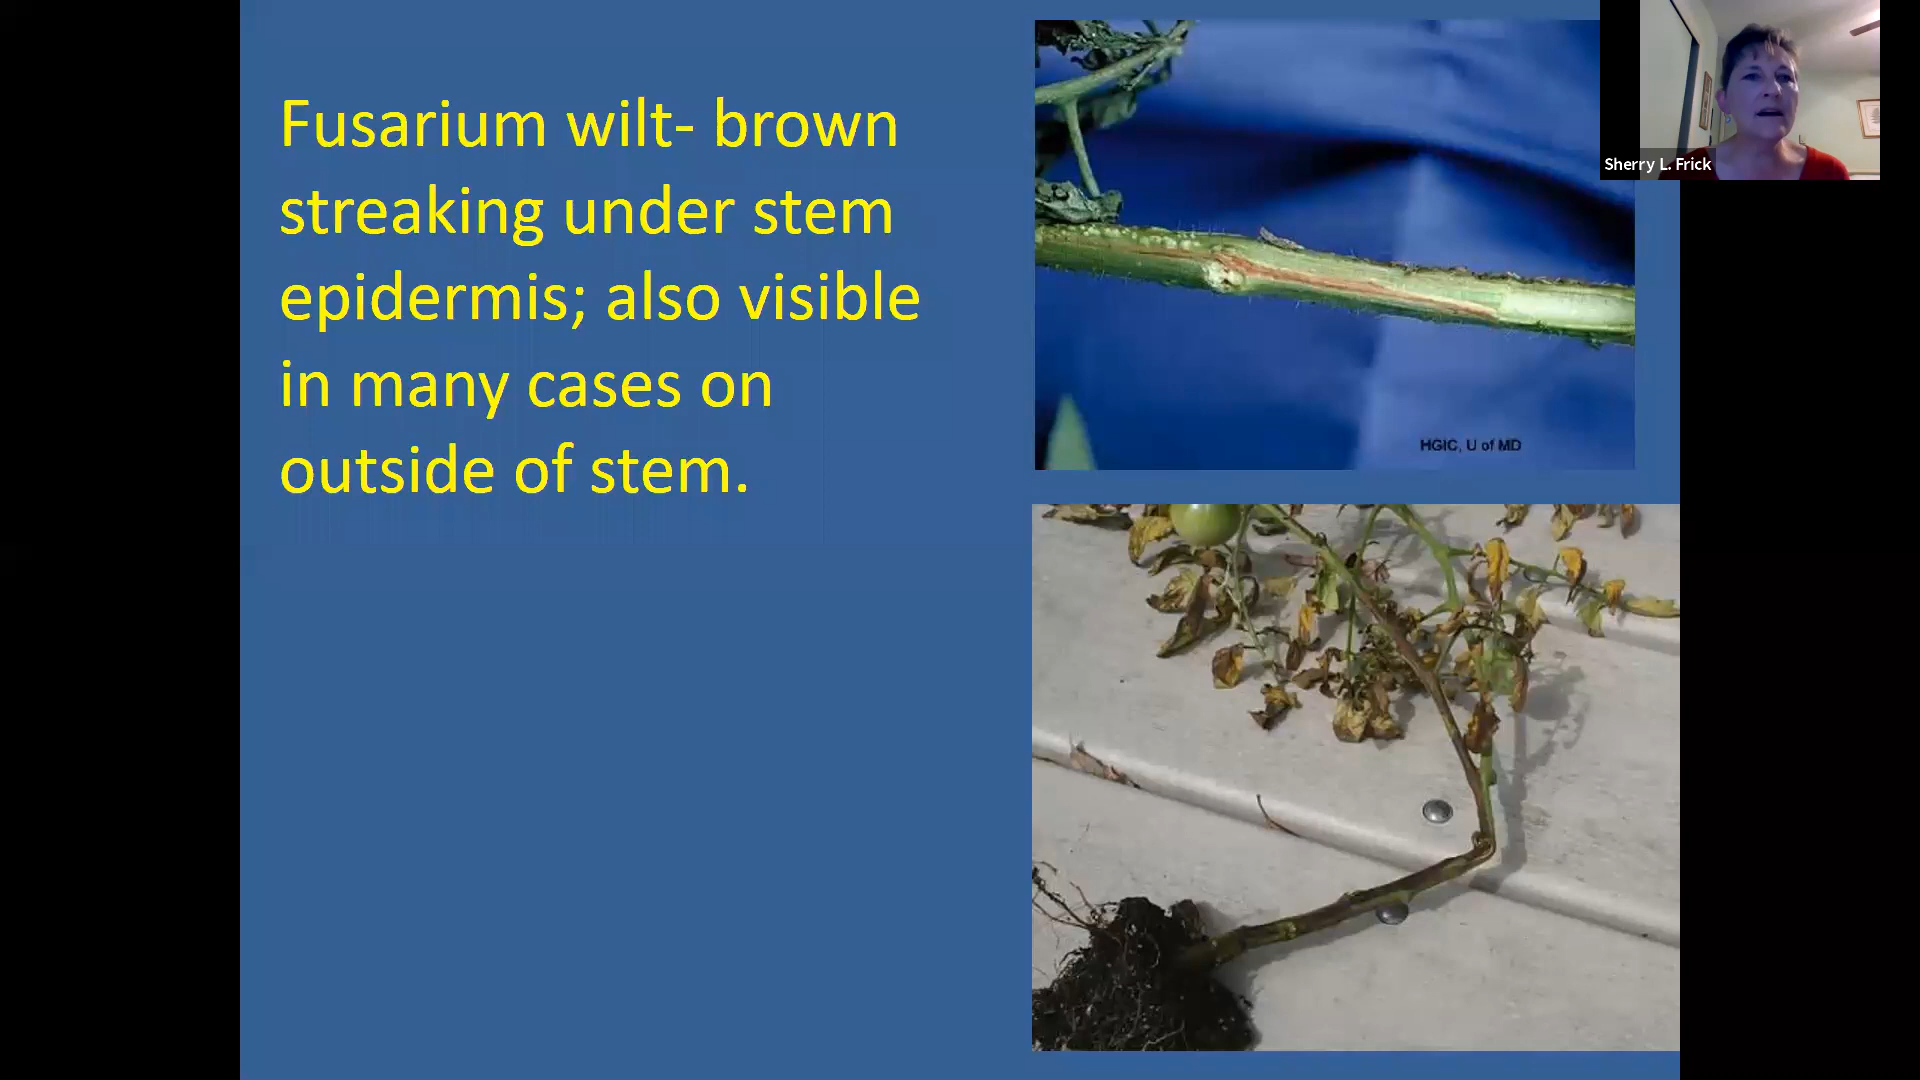 Fusarium wilt- brown
streaking under stem
epidermis; also visible
in many cases on
outside of stem.
HGIC, U of MD
Sherry L. Frick